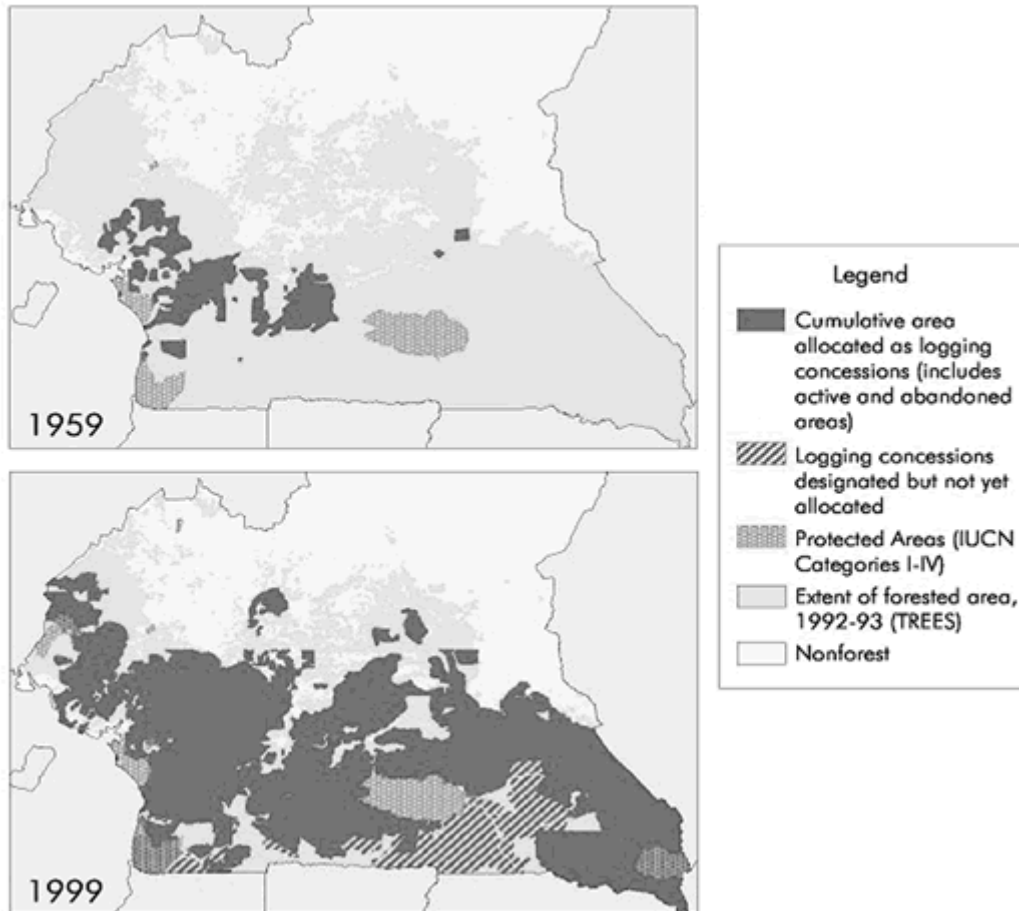 1959
1999
Legend
Cumulative area
allocated as logging
concessions (includes
active and abandoned
areas)
Logging concessions
designated but not yet
allocated
Protected Areas (IUCN
Categories I-IV)
Extent of forested area,
1992-93 (TREES)
Nonforest